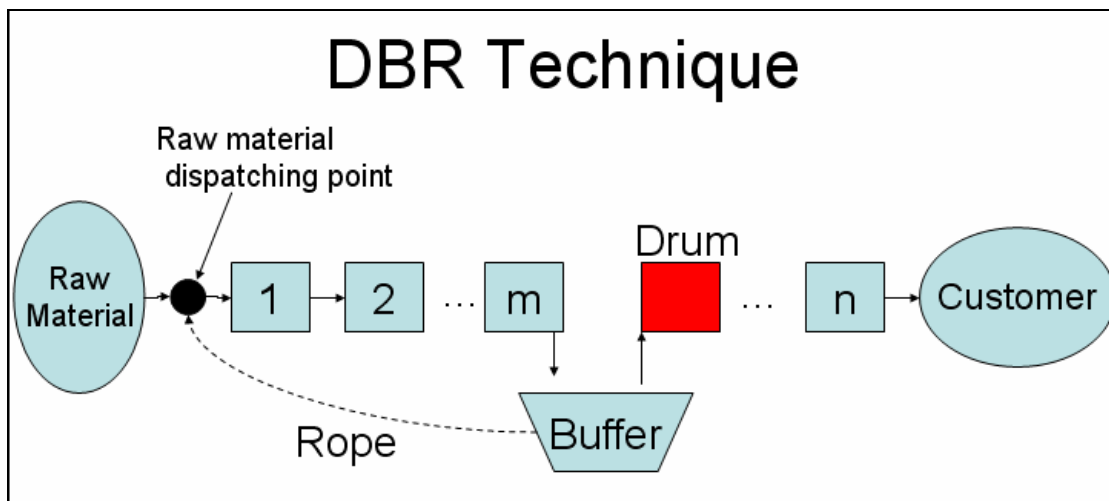 DBR Technique
Raw material
dispatching point
Drum
Raw
Material
1
2
...
m
...
n
Customer
Buffer
Rope